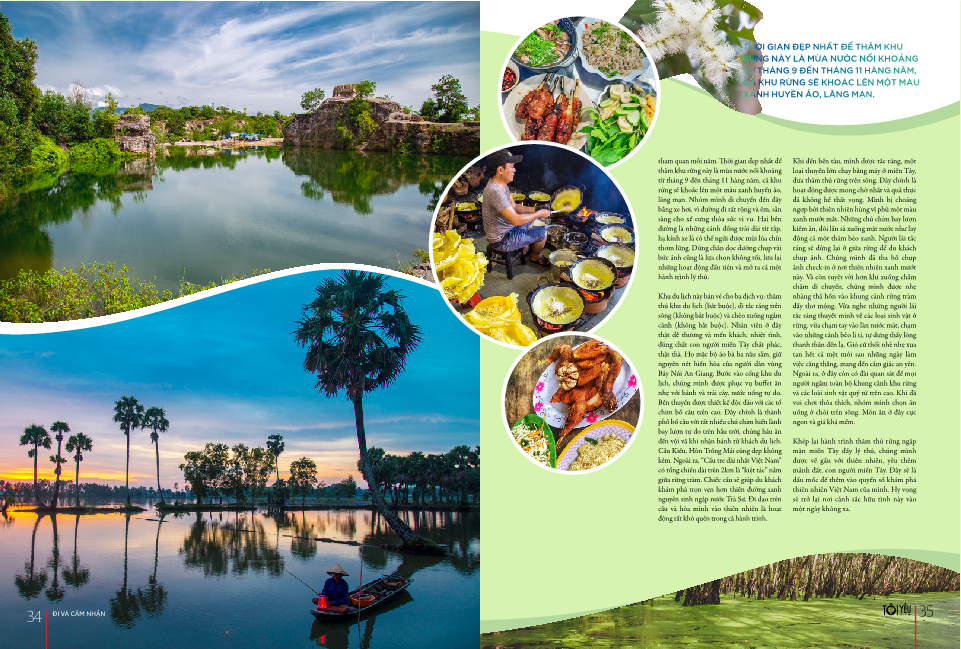 THỜI GIAN ĐẸP NHẤT ĐỂ THĂM KHU
RỪNG NÀY LÀ MÙA NƯỚC NỔI KHOẢNG
TỪ THÁNG 9 ĐẾN THÁNG 11 HÀNG NĂM,
CẢ KHU RỪNG SẼ KHOÁC LÊN MỘT MÀU
XANH HUYỀN ẢO, LÃNG MẠN.
tham quan mỗi năm. Thời gian đẹp nhất để
thăm khu rừng này là mùa nước nổi khoảng
từ tháng 9 đến tháng 11 hàng năm, cả khu
rừng sẽ khoác lên một màu xanh huyền ảo,
lãng mạn. Nhóm mình di chuyển đến đây
bằng xe hơi, vì đường đi rất rộng và êm, sẵn
sàng cho xế cưng thỏa sức vi vu. Hai bên
đường là những cánh đồng trải dài tít tắp,
hạ kính xe là có thể ngửi được mùi lúa chín
thơm lừng. Dừng chân dọc đường chụp vài
bức ảnh cũng là lựa chọn không tồi, lưu lại
những hoạt động đầu tiên và mở ra cả một
hành trình lý thú.
Khu du lịch này bán vé cho ba dịch vụ: thăm
thú khu du lịch (bắt buộc), đi tắc ráng trên
sông (không bắt buộc) và chèo xuồng ngắm
cảnh (không bắt buộc). Nhân viên ở đây
thật dễ thương và mến khách, nhiệt tình,
đúng chất con người miền Tây chất phác,
thật thà. Họ mặc bộ áo bà ba nâu sẫm, giữ
nguyên nét hiền hòa của người dân vùng
Bảy Núi An Giang. Bước vào cổng khu du
lịch, chúng mình được phục vụ buffet ăn
nhẹ với bánh và trái cây, nước uống tự do.
Bến thuyền được thiết kế độc đáo với các tổ
chim bồ câu trên cao. Đây chính là thành
phố bồ câu với rất nhiều chú chim hiền lành
bay lượn tự do trên bầu trời, chúng háu ăn
đến vội vã khi nhận bánh từ khách du lịch.
Cầu Kiều, Hòn Trống Mái cũng đẹp không
kém. Ngoài ra, “Cầu tre dài nhất Việt Nam”
có tổng chiều dài trên 2km là “kiệt tác” nằm
giữa rừng tràm. Chiếc cầu sẽ giúp du khách
khám phá trọn vẹn hơn thiên đường xanh
nguyên sinh ngập nước Trà Sư. Đi dạo trên
cầu và hòa mình vào thiên nhiên là hoạt
động rất khó quên trong cả hành trình.
Khi đến bến tàu, mình được tắc ráng, một
loại thuyền lớn chạy bằng máy ở miền Tây,
đưa thăm thú rừng trên sông. Đây chính là
hoạt động được mong chờ nhất và quả thực
đã không hề thất vọng. Mình bị choáng
ngợp bởi thiên nhiên hùng vĩ phủ một màu
xanh mướt mắt. Những chú chim bay lượn
kiếm ăn, đôi lần sà xuống mặt nước như lay
động cả một thảm bèo xanh. Người lái tắc
ráng sẽ dừng lại ở giữa rừng để du khách
chụp ảnh. Chúng mình đã tha hồ chụp
ảnh check-in ở nơi thiên nhiên xanh mướt
này. Và còn tuyệt vời hơn khi xuồng chầm
chậm di chuyển, chúng mình được nhẹ
nhàng thả hồn vào khung cảnh rừng tràm
đầy thơ mộng. Vừa nghe những người lái
tắc ráng thuyết minh về các loại sinh vật ở
rừng, vừa chạm tay vào làn nước mát, chạm
vào những cánh bèo li ti, tự dưng thấy lòng
thanh thản đến lạ. Gió cứ thổi nhè nhẹ xua
tan hết cả mệt mỏi sau những ngày làm
việc căng thẳng, mang đến cảm giác an yên.
Ngoài ra, ở đây còn có đài quan sát để mọi
người ngắm toàn bộ khung cảnh khu rừng
và các loài sinh vật quý từ trên cao. Khi đã
vui chơi thỏa thích, nhóm mình chọn ăn
uống ở chòi trên sông. Món ăn ở đây cực
ngon và giá khá mềm.
Khép lại hành trình thăm thú rừng ngập
mặn miền Tây đầy lý thú, chúng mình
được về gần với thiên nhiên, yêu thêm
mảnh đất, con người miền Tây. Đây sẽ là
dấu mốc để thêm vào quyển sổ khám phá
thiên nhiên Việt Nam của mình. Hy vọng
sẽ trở lại nơi cảnh sắc hữu tình này vào
một ngày không xa.
34 ĐI VÀ CẢM NHẬN
TÔI YÊU 35